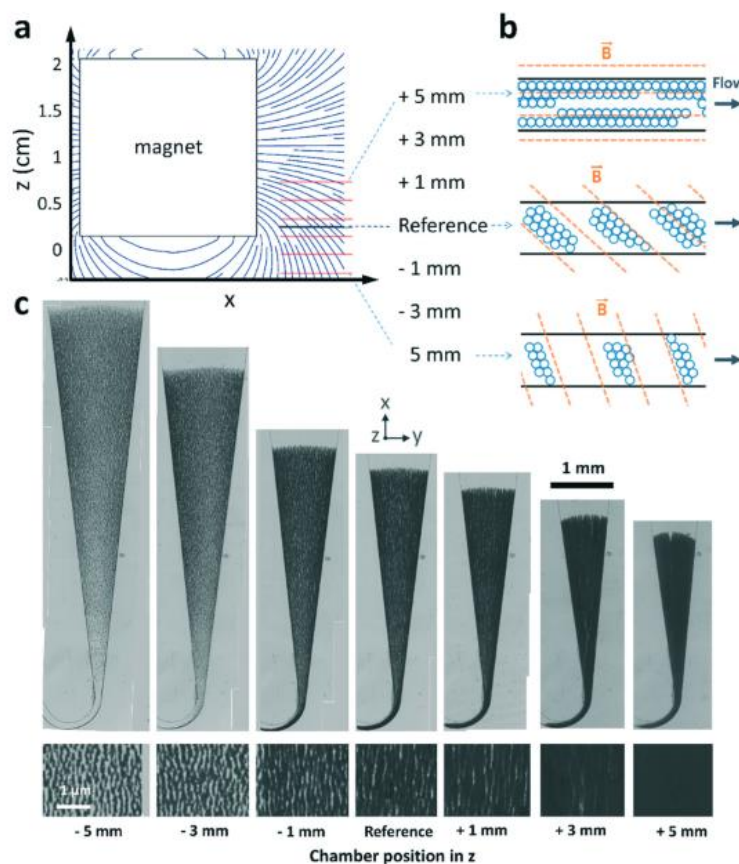 a
z (cm)
2
1.5
1
0.5
0
magnet
x
+ 5 mm
+ 3 mm
+ 1 mm
Reference
- 1 mm
- 3 mm
5 mm
b
B
Flow
B
B
c
x
z
y
1 mm
1 µm
- 5 mm
- 3 mm
- 1 mm
Reference
+ 1 mm
+ 3 mm
+ 5 mm
Chamber position in z